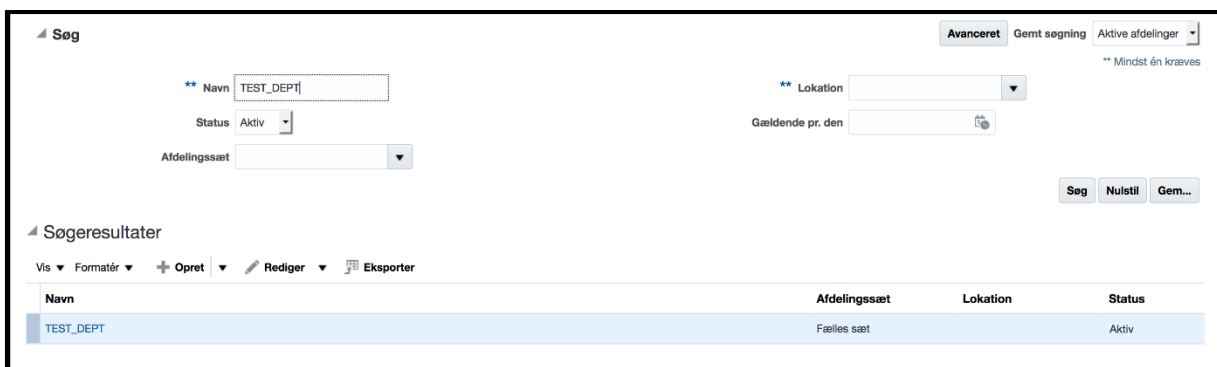 Søg
Avanceret Gemt søgning Aktive afdelinger
** Mindst én kræves
** Navn TEST_DEPT
** Lokation
Status Aktiv
Gældende pr. den
Afdelingssæt
Søg Nulstil Gem...
Søgeresultater
Vis Formatér Opret Rediger Eksporter
Navn Afdelingssæt Lokation Status
TEST_DEPT Fælles sæt Aktiv